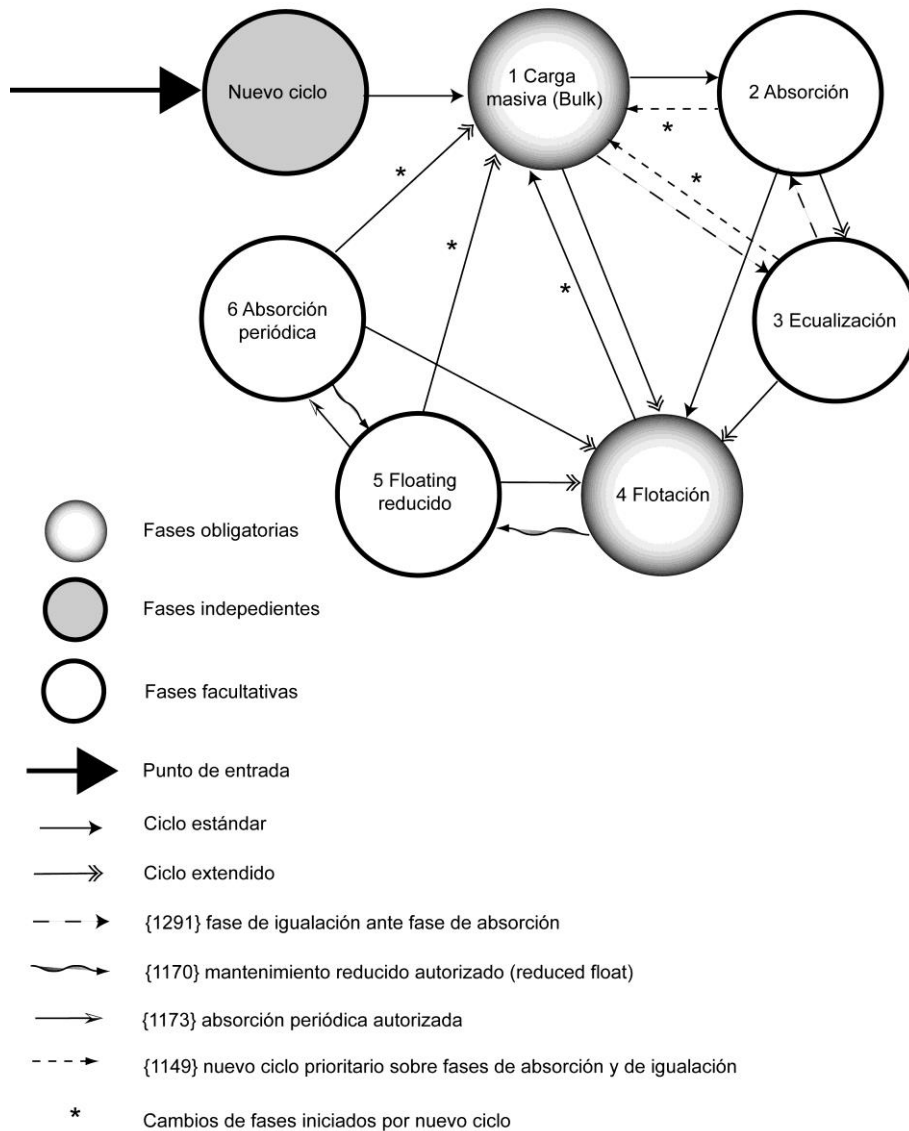 Nuevo ciclo
1 Carga
masiva (Bulk)
2 Absorción
*
*
*
*
*
6 Absorción
periódica
3 Ecualización
5 Floating
reducido
4 Flotación
Fases obligatorias
Fases indepedientes
Fases facultativas
Punto de entrada
Ciclo estándar
Ciclo extendido
{1291} fase de igualación ante fase de absorción
{1170} mantenimiento reducido autorizado (reduced float)
{1173} absorción periódica autorizada
{1149} nuevo ciclo prioritario sobre fases de absorción y de igualación
* Cambios de fases iniciados por nuevo ciclo